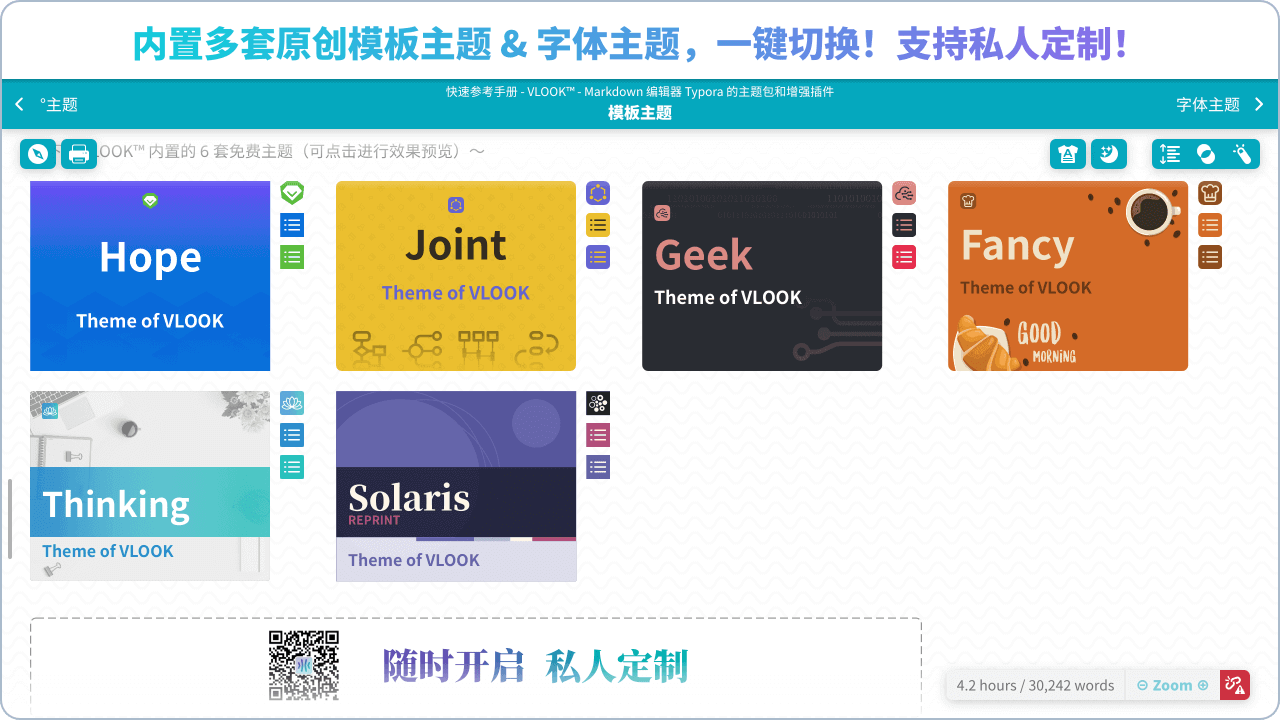 内置多套原创模板主题 & 字体主题，一键切换！支持私人定制！
°主题
快速参考手册 - VLOOK™ - Markdown 编辑器 Typora 的主题包和增强插件
模板主题
字体主题
LOOK™ 内置的 6 套免费主题（可点击进行效果预览）～
Hope
Theme of VLOOK
Joint
Theme of VLOOK
Geek
Theme of VLOOK
Fancy
Theme of VLOOK
GOOD
MORNING
Thinking
Theme of VLOOK
Solaris
REPRINT
Theme of VLOOK
随时开启 私人定制
4.2 hours / 30,242 words
Zoom